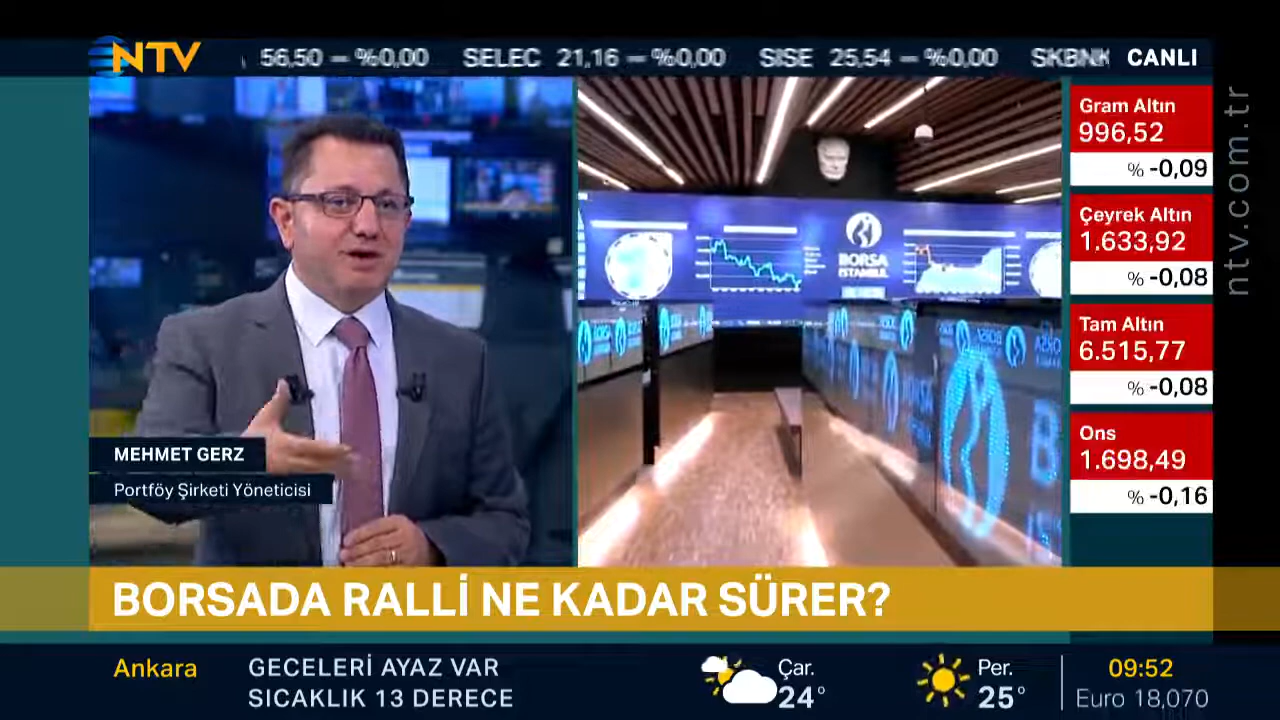 NTV
56,50 – %0,00 SELEC 21,16 – %0,00 SISE 25,54 – %0,00 SKBNK
CANLI
Gram Altın
996,52
% -0,09
Çeyrek Altın
1.633,92
% -0,08
Tam Altın
6.515,77
% -0,08
Ons
1.698,49
% -0,16
ntv.com.tr
BORSA
İSTANBUL
BORSA
MEHMET GERZ
Portföy Şirketi Yöneticisi
BORSADA RALLİ NE KADAR SÜRER?
Ankara
GECELERİ AYAZ VAR
SICAKLIK 13 DERECE
Çar.
24°
Per.
25°
09:52
Euro 18,070